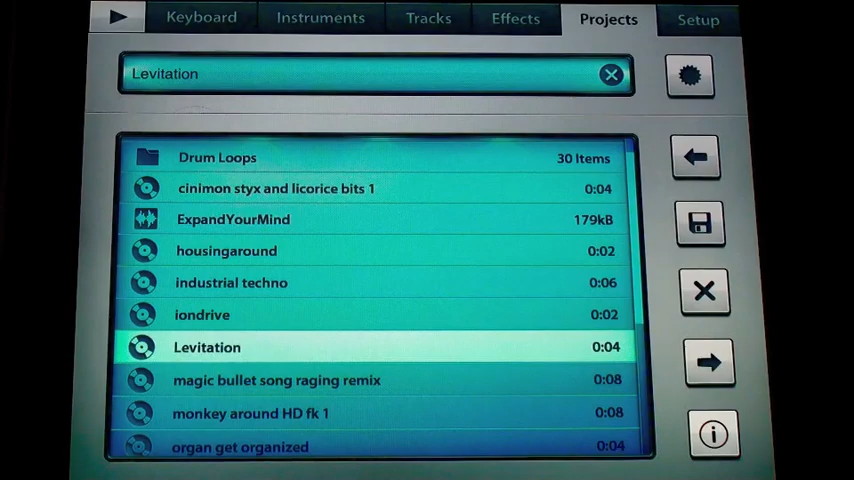 Keyboard Instruments Tracks Effects Projects Setup
Levitation
Drum Loops 30 Items
cinimon styx and licorice bits 1 0:04
ExpandYourMind 179kB
housingaround 0:02
industrial techno 0:06
iondrive 0:02
Levitation 0:04
magic bullet song raging remix 0:08
monkey around HD fk 1 0:08
organ get organized 0:04